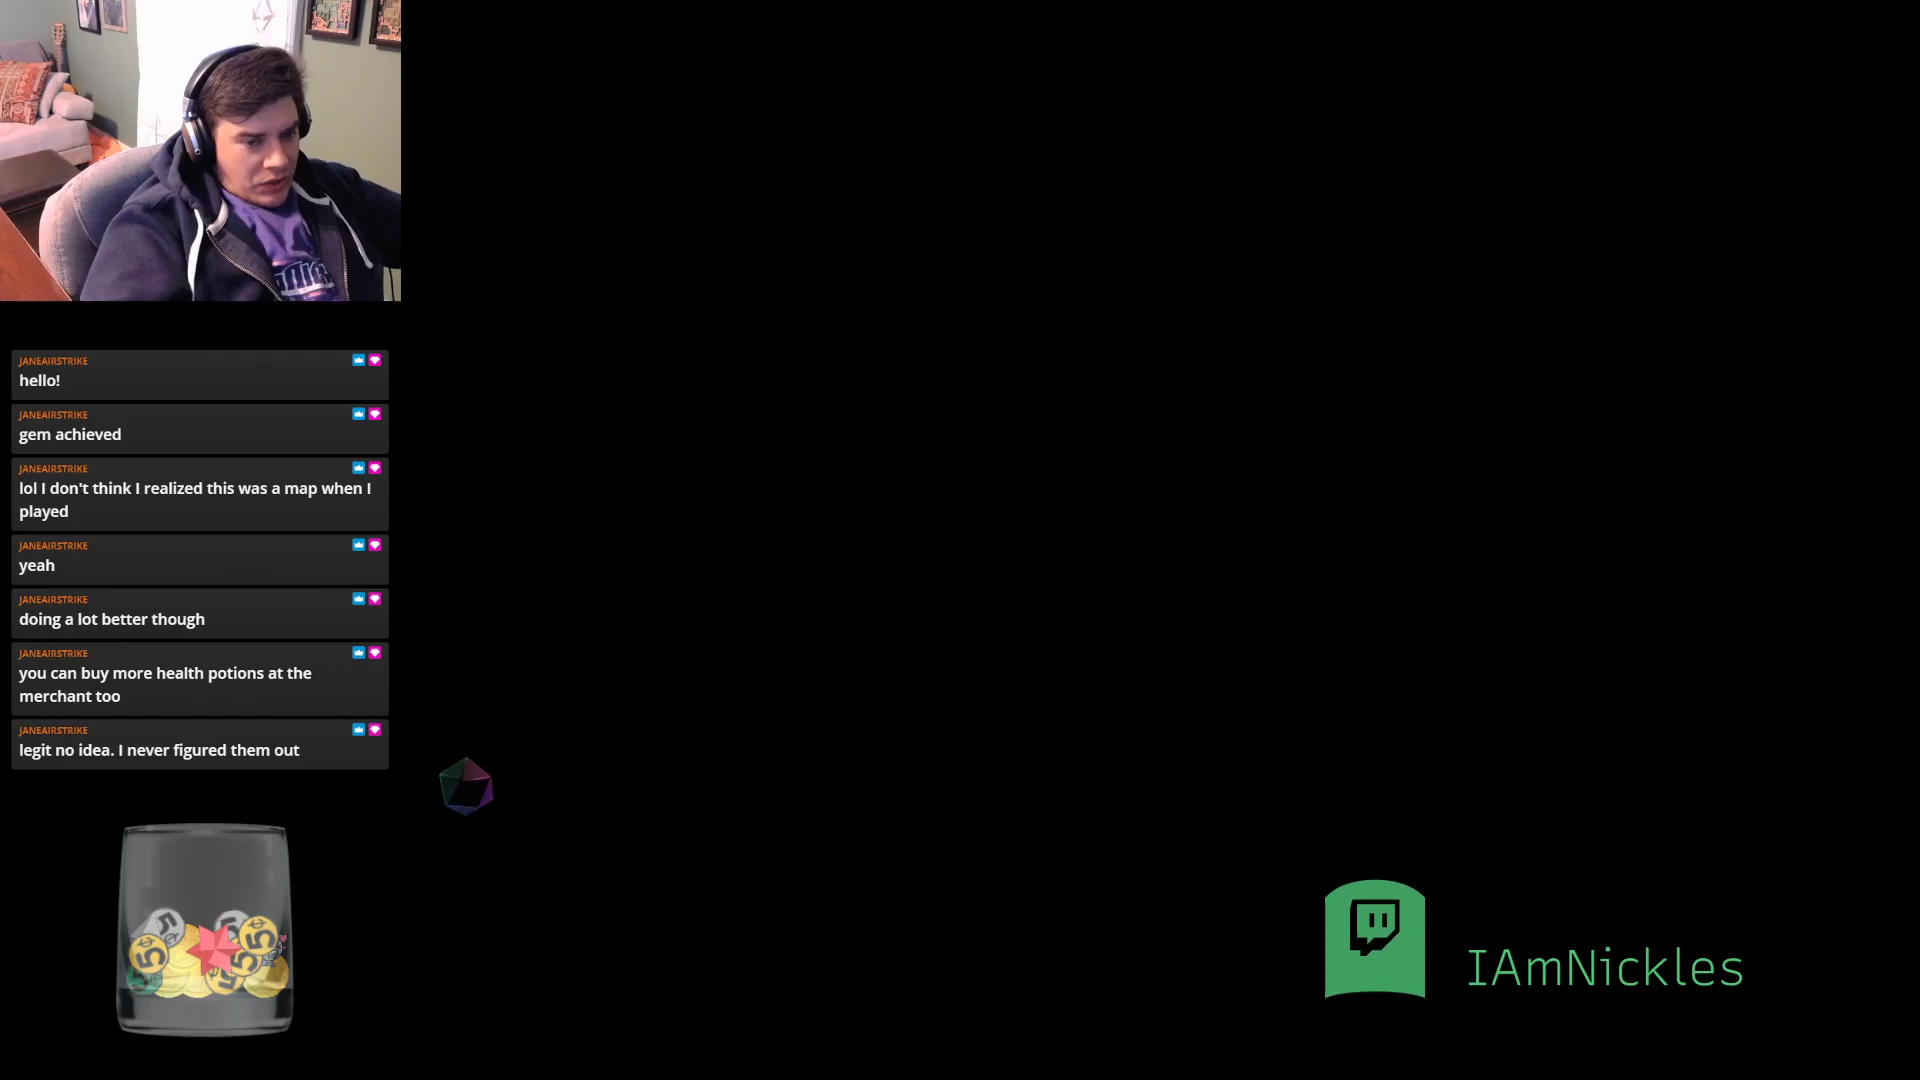 JANEAIRSTRIKE
hello!
JANEAIRSTRIKE
gem achieved
JANEAIRSTRIKE
lol I don't think I realized this was a map when I
played
JANEAIRSTRIKE
yeah
JANEAIRSTRIKE
doing a lot better though
JANEAIRSTRIKE
you can buy more health potions at the
merchant too
JANEAIRSTRIKE
legit no idea. I never figured them out
5¢
5¢
IAmNickles